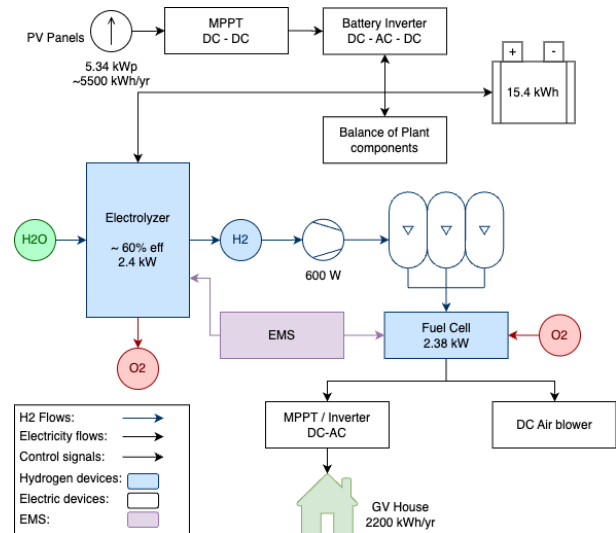 PV Panels
5.34 kWp
~5500 kWh/yr
MPPT
DC - DC
Battery Inverter
DC - AC - DC
+
-
15.4 kWh
Balance of Plant
components
Electrolyzer
~ 60% eff
2.4 kW
H2O
H2
600 W
O2
EMS
Fuel Cell
2.38 kW
O2
MPPT / Inverter
DC-AC
DC Air blower
GV House
2200 kWh/yr
H2 Flows:
Electricity flows:
Control signals:
Hydrogen devices:
Electric devices:
EMS: